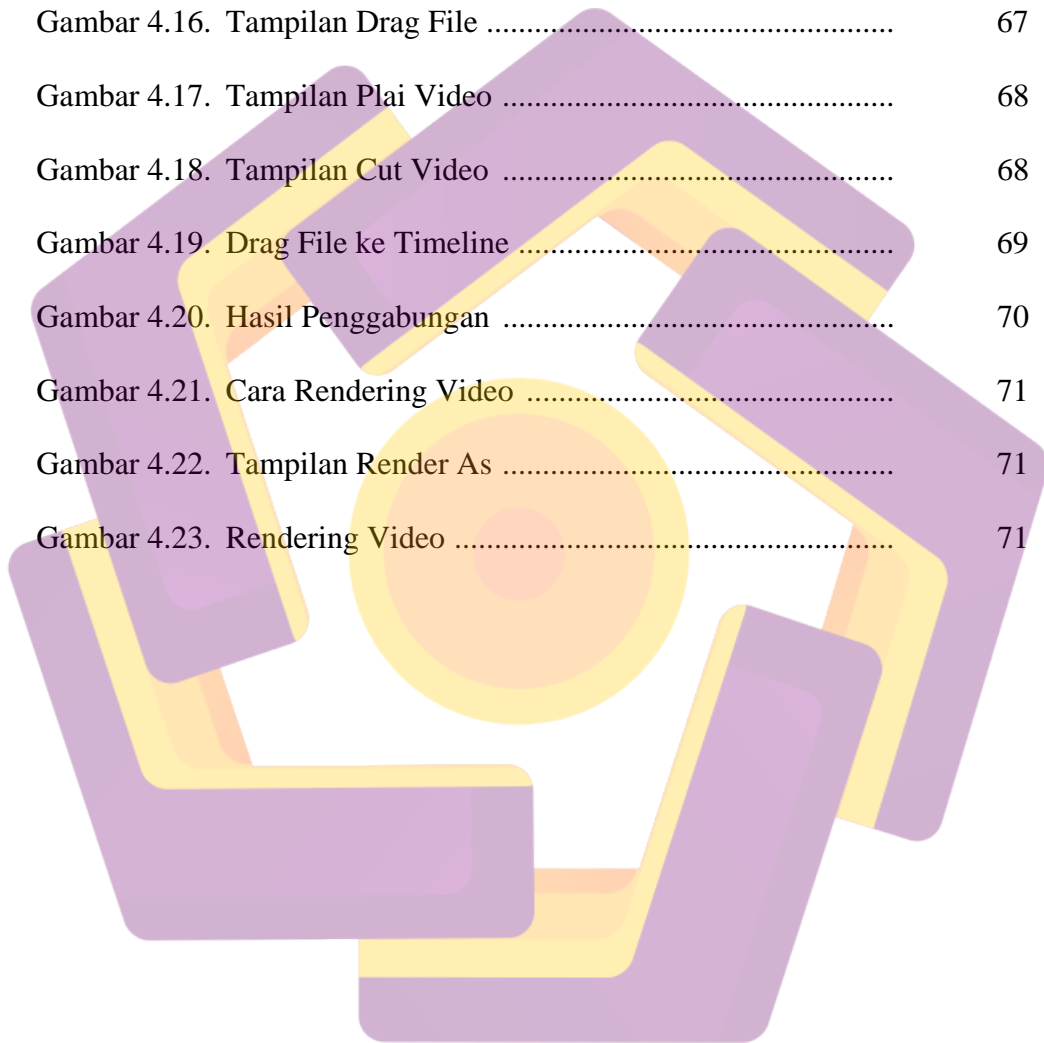 Gambar 4.16. Tampilan Drag File ................................................ 67
Gambar 4.17. Tampilan Plai Video .............................................. 68
Gambar 4.18. Tampilan Cut Video .............................................. 68
Gambar 4.19. Drag File ke Timeline ............................................ 69
Gambar 4.20. Hasil Penggabungan .............................................. 70
Gambar 4.21. Cara Rendering Video ........................................... 71
Gambar 4.22. Tampilan Render As .............................................. 71
Gambar 4.23. Rendering Video .................................................... 71